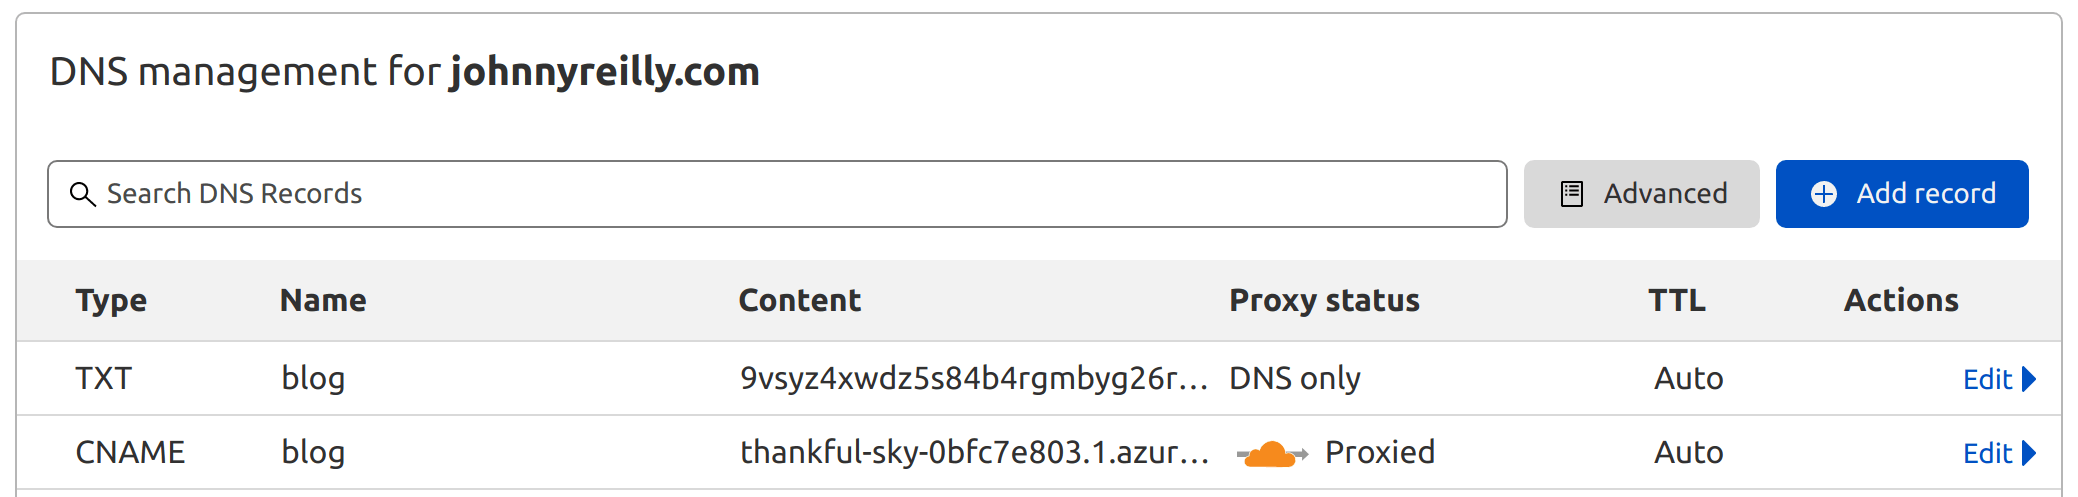 DNS management for johnnyreilly.com
Search DNS Records Advanced Add record
Type Name Content Proxy status TTL Actions
TXT blog 9vsyz4xwdz5s84b4rgmbyg26r... DNS only Auto Edit
CNAME blog thankful-sky-0bfc7e803.1.azur... Proxied Auto Edit